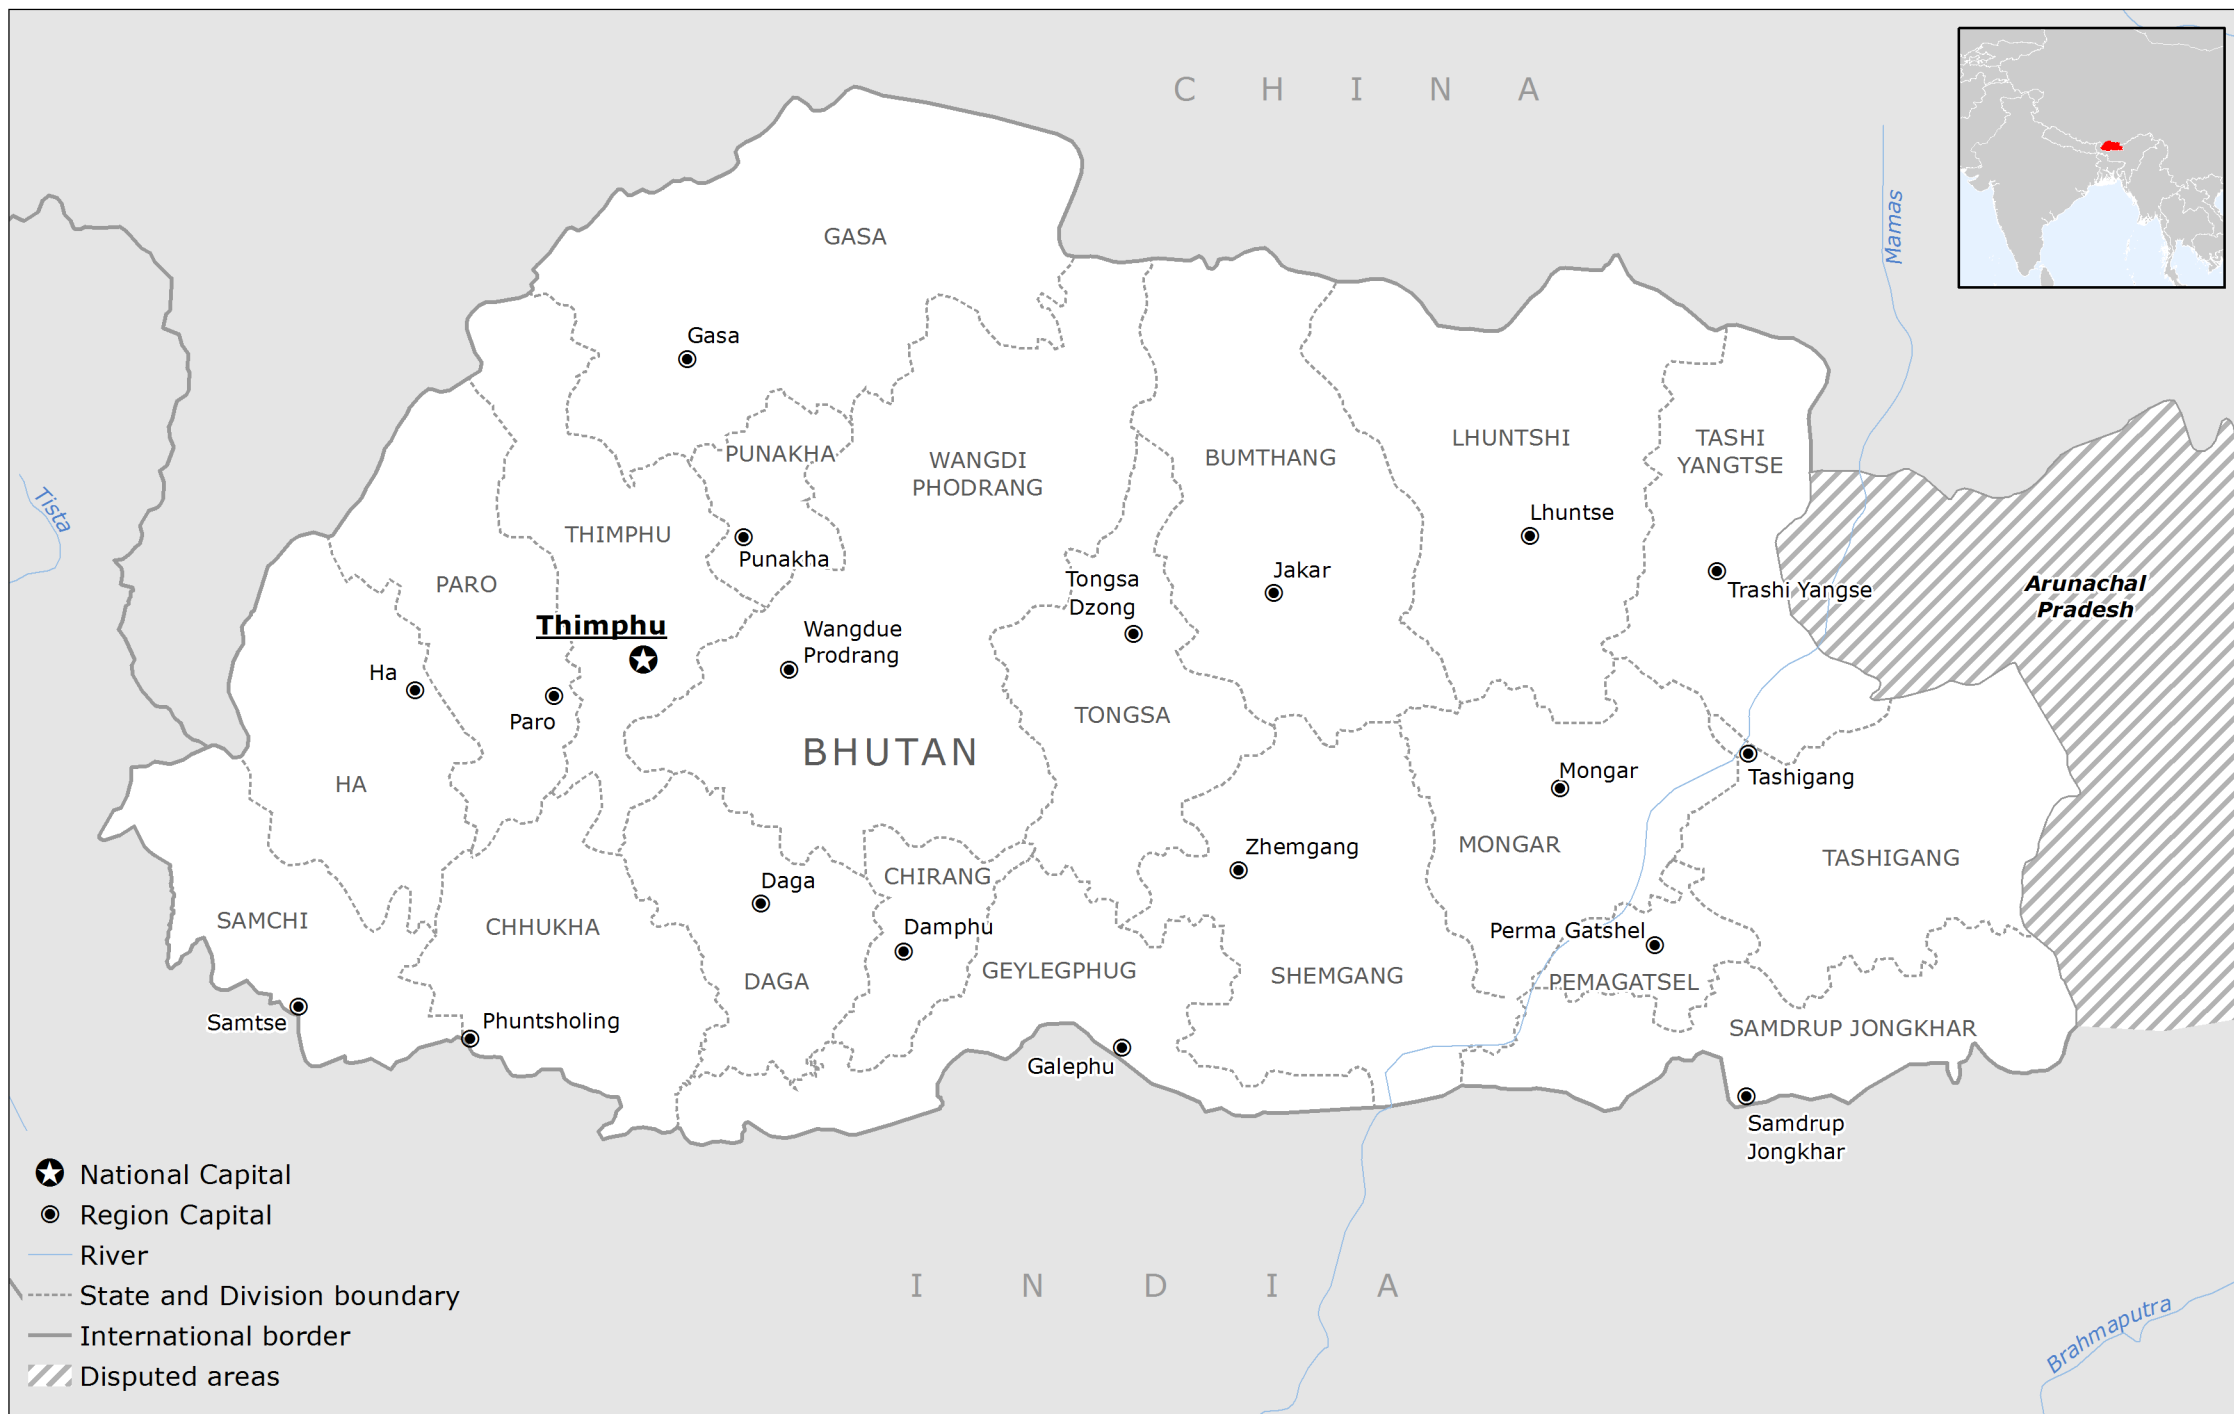 C H I N A
Mamas
GASA
Gasa
PUNAKHA
WANGDI
PHODRANG
BUMTHANG
LHUNTSHI
TASHI
YANGTSE
Tista
THIMPHU
Punakha
Lhuntse
PARO
Tongsa
Dzong
Jakar
Trashi Yangse
Arunachal
Pradesh
Thimphu
Wangdue
Prodrang
Ha
Paro
TONGSA
BHUTAN
HA
Mongar
Tashigang
MONGAR
Zhemgang
TASHIGANG
Daga
CHIRANG
SAMCHI
CHHUKHA
Damphu
Perma Gatshel
DAGA
GEYLEGPHUG
SHEMGANG
PEMAGATSEL
Samtse
Phuntsholing
SAMDRUP JONGKHAR
Galephu
Samdrup
Jongkhar
National Capital
Region Capital
River
State and Division boundary
International border
Disputed areas
I N D I A
Brahmaputra